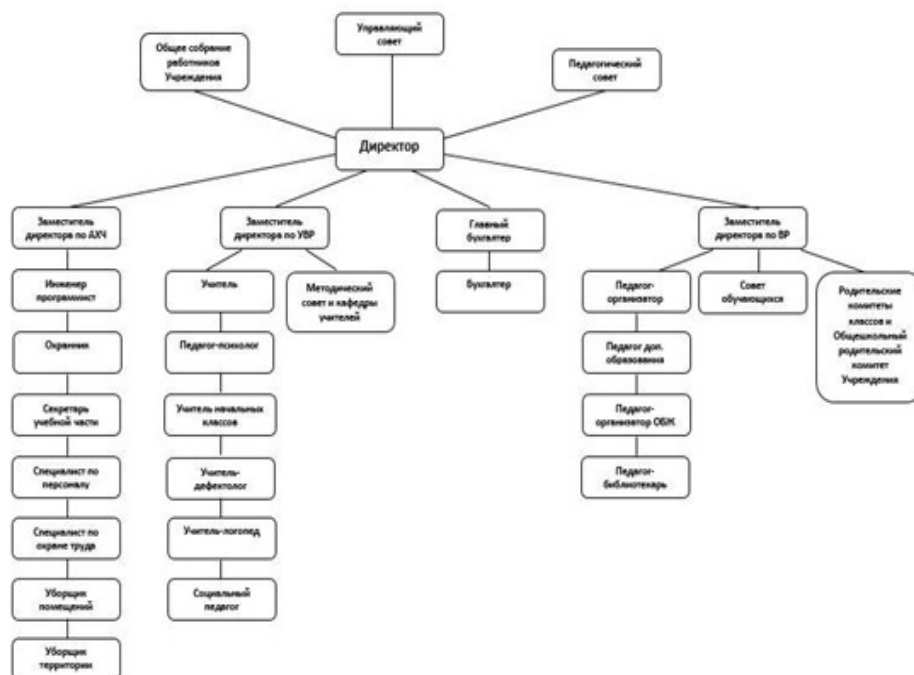 Управляющий
совет
Общее собрание
работников
Учреждения
Педагогический
совет
Директор
Заместитель
директора по АХЧ
Заместитель
директора по УВР
Главный
бухгалтер
Заместитель
директора по ВР
Инженер
программист
Учитель
Методический
совет и кафедры
учителей
бухгалтер
Педагог-
организатор
Совет
обучающихся
Родительские
комитеты
классов и
Общешкольный
родительский
комитет
Учреждения
Охранник
Педагог-психолог
Педагог доп.
образования
Секретарь
учебной части
Учитель начальных
классов
Педагог-
организатор ОБЖ
Специалист по
персоналу
Учитель-
дефектолог
Педагог-
библиотекарь
Специалист по
охране труда
Учитель-логопед
Уборщик
помещений
Социальный
педагог
Уборщик
территории